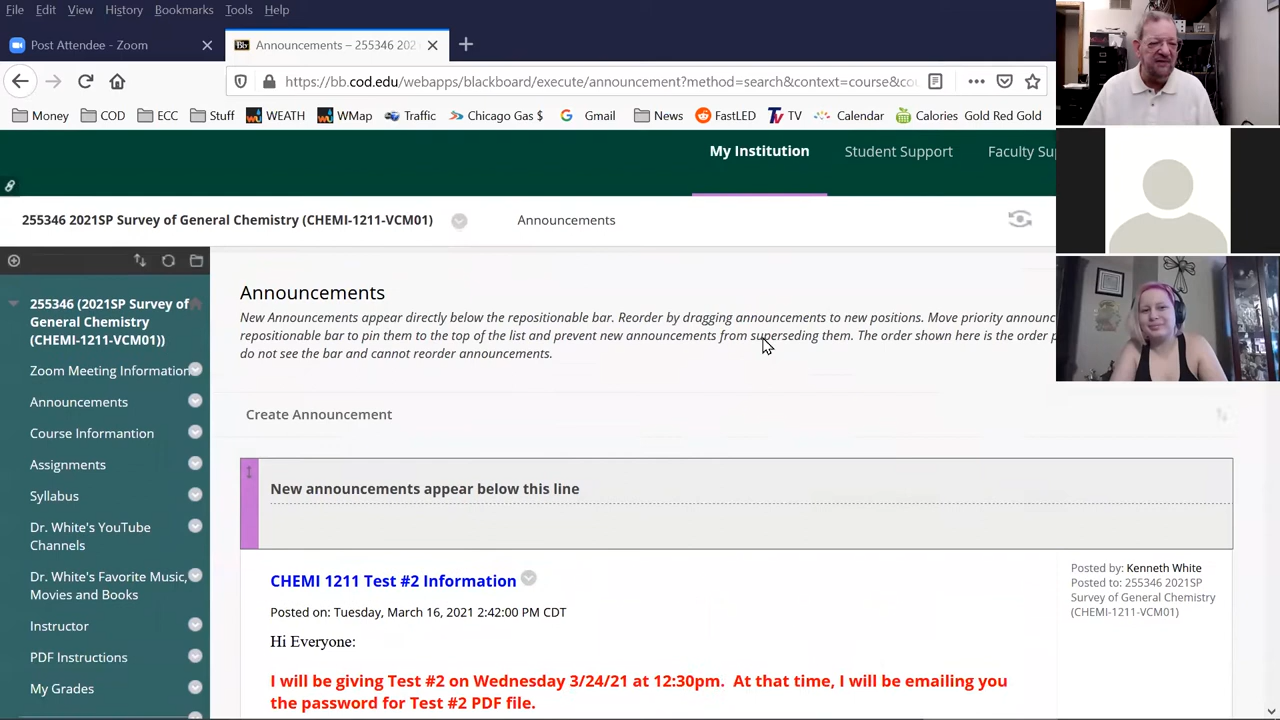 File Edit View History Bookmarks Tools Help
Post Attendee - Zoom
Announcements – 255346 202
https://bb.cod.edu/webapps/blackboard/execute/announcement?method=search&context=course&co
Money COD ECC Stuff WEATH WMap Traffic Chicago Gas $ Gmail News FastLED TV Calendar Calories Gold Red Gold
My Institution Student Support Faculty Su
255346 2021SP Survey of General Chemistry (CHEMI-1211-VCM01) Announcements
255346 (2021SP Survey of
General Chemistry
(CHEMI-1211-VCM01))
Zoom Meeting Information
Announcements
Course Informantion
Assignments
Syllabus
Dr. White's YouTube
Channels
Dr. White's Favorite Music,
Movies and Books
Instructor
PDF Instructions
My Grades
Announcements
New Announcements appear directly below the repositionable bar. Reorder by dragging announcements to new positions. Move priority announc
repositionable bar to pin them to the top of the list and prevent new announcements from superseding them. The order shown here is the order p
do not see the bar and cannot reorder announcements.
Create Announcement
New announcements appear below this line
CHEMI 1211 Test #2 Information
Posted on: Tuesday, March 16, 2021 2:42:00 PM CDT
Hi Everyone:
I will be giving Test #2 on Wednesday 3/24/21 at 12:30pm. At that time, I will be emailing you
the password for Test #2 PDF file.
Posted by: Kenneth White
Posted to: 255346 2021SP
Survey of General Chemistry
(CHEMI-1211-VCM01)